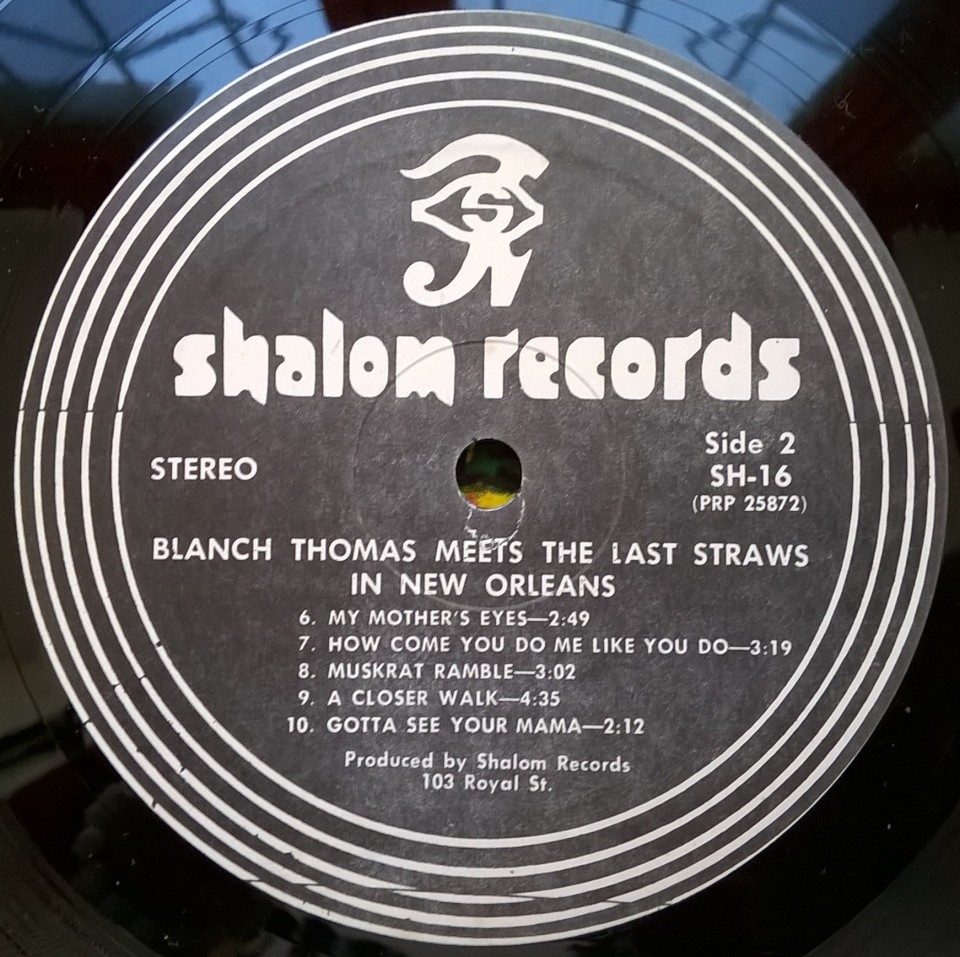 S
shalom records
STEREO
Side 2
SH-16
(PRP 25872)
BLANCH THOMAS MEETS THE LAST STRAWS
IN NEW ORLEANS
6. MY MOTHER'S EYES—2:49
7. HOW COME YOU DO ME LIKE YOU DO—3:19
8. MUSKRAT RAMBLE—3:02
9. A CLOSER WALK—4:35
10. GOTTA SEE YOUR MAMA—2:12
Produced by Shalom Records
103 Royal St.